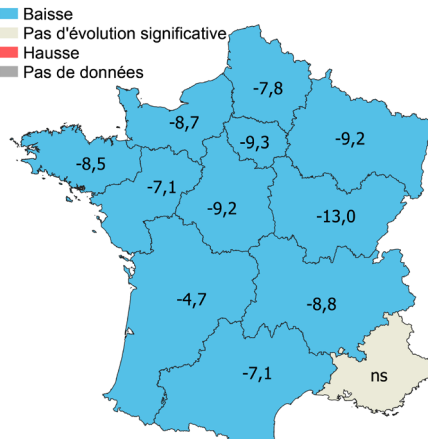 Baisse
Pas d'évolution significative
Hausse
Pas de données
-7,8
-8,7
-9,3
-9,2
-8,5
-7,1
-9,2
-13,0
-4,7
-8,8
-7,1
ns